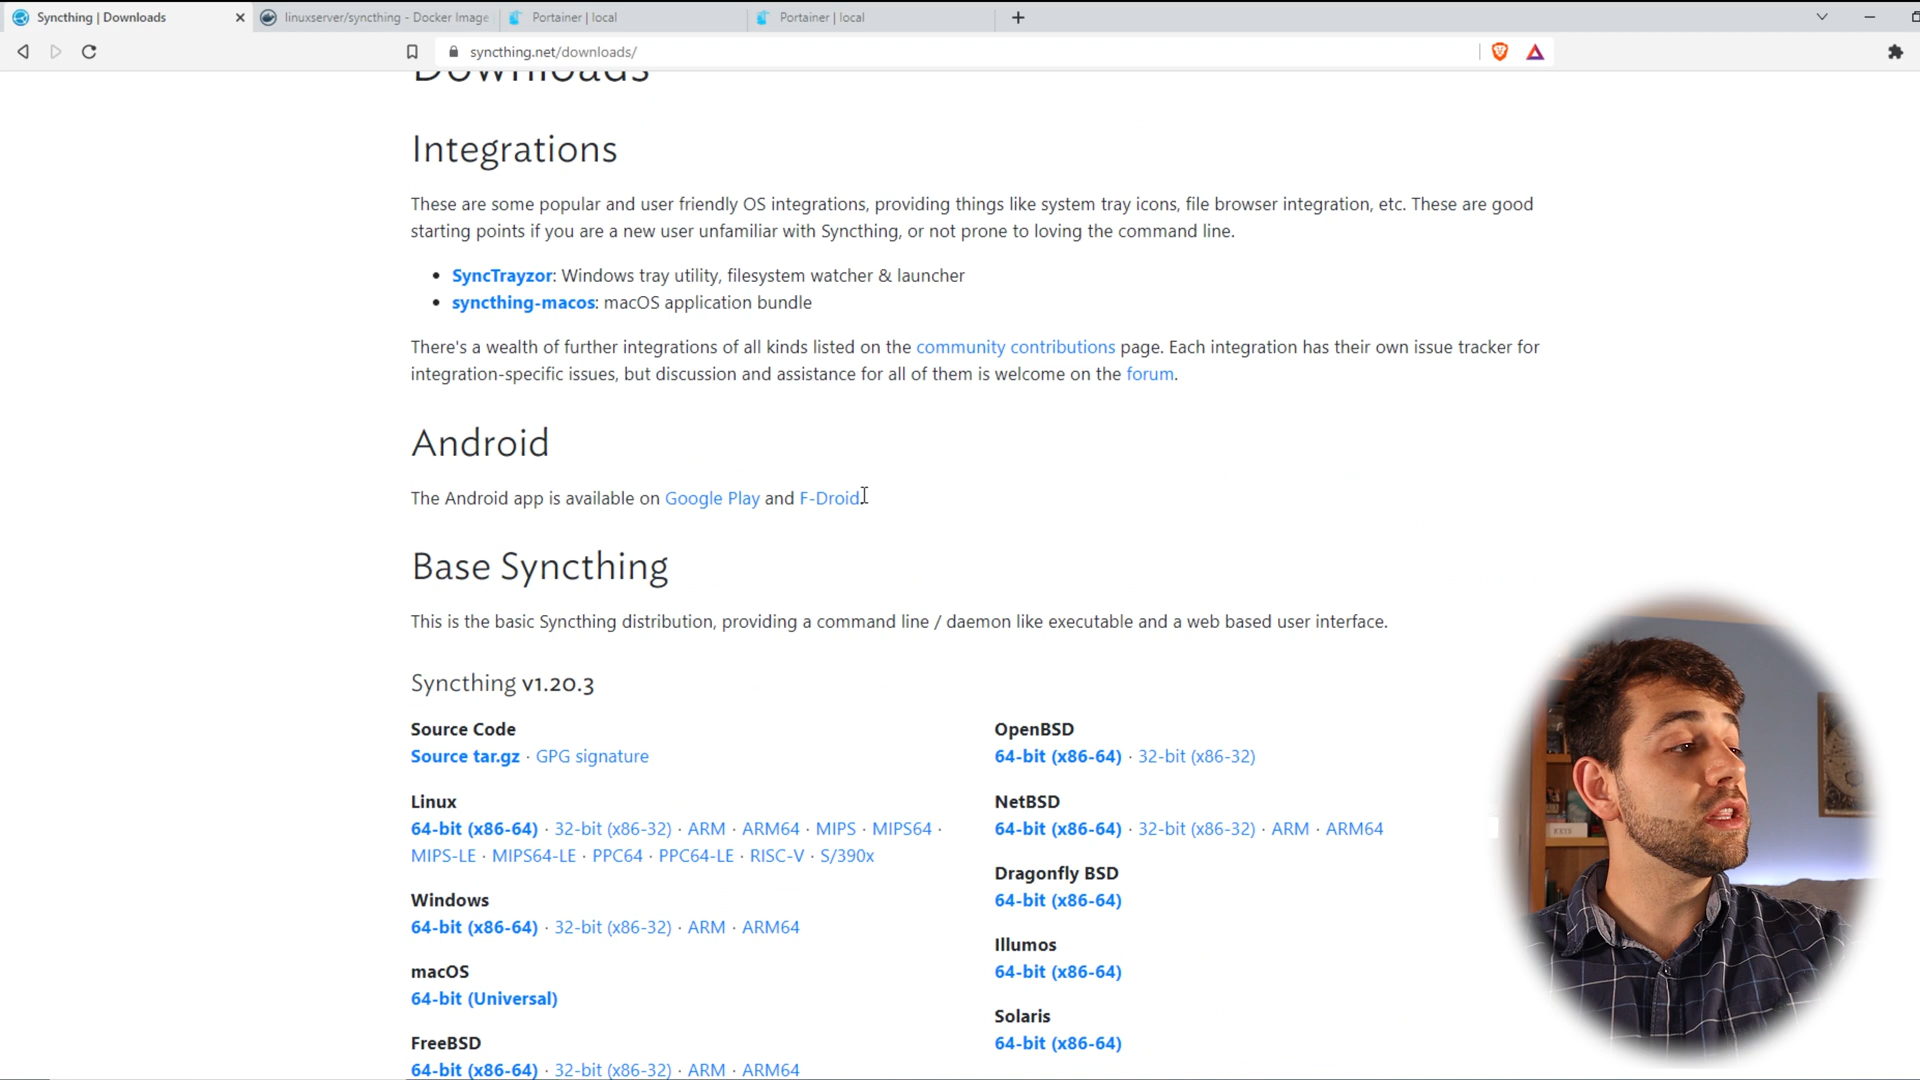 Syncthing | Downloads
linuxserver/syncthing - Docker Image
Portainer | local
Portainer | local
syncthing.net/downloads/
Downloads
Integrations
These are some popular and user friendly OS integrations, providing things like system tray icons, file browser integration, etc. These are good
starting points if you are a new user unfamiliar with Syncthing, or not prone to loving the command line.
• SyncTrayzor: Windows tray utility, filesystem watcher & launcher
• syncthing-macos: macOS application bundle
There's a wealth of further integrations of all kinds listed on the community contributions page. Each integration has their own issue tracker for
integration-specific issues, but discussion and assistance for all of them is welcome on the forum.
Android
The Android app is available on Google Play and F-Droid.
Base Syncthing
This is the basic Syncthing distribution, providing a command line / daemon like executable and a web based user interface.
Syncthing v1.20.3
Source Code
Source tar.gz · GPG signature
Linux
64-bit (x86-64) · 32-bit (x86-32) · ARM · ARM64 · MIPS · MIPS64 ·
MIPS-LE · MIPS64-LE · PPC64 · PPC64-LE · RISC-V · S/390x
Windows
64-bit (x86-64) · 32-bit (x86-32) · ARM · ARM64
macOS
64-bit (Universal)
FreeBSD
64-bit (x86-64) · 32-bit (x86-32) · ARM · ARM64
OpenBSD
64-bit (x86-64) · 32-bit (x86-32)
NetBSD
64-bit (x86-64) · 32-bit (x86-32) · ARM · ARM64
Dragonfly BSD
64-bit (x86-64)
Illumos
64-bit (x86-64)
Solaris
64-bit (x86-64)